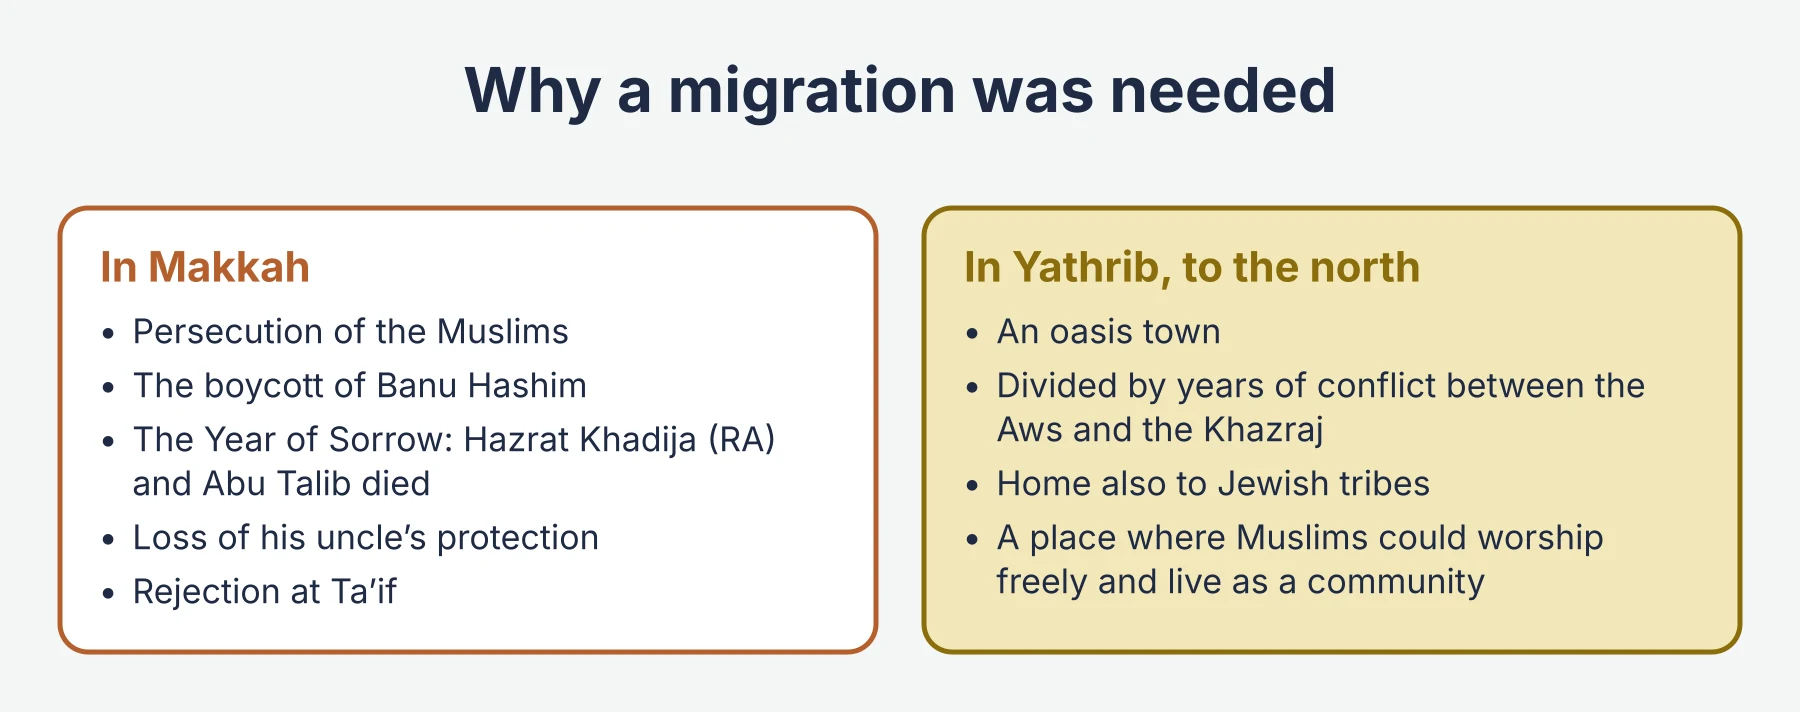 Why a migration was needed
In Makkah
• Persecution of the Muslims
• The boycott of Banu Hashim
• The Year of Sorrow: Hazrat Khadija (RA)
and Abu Talib died
• Loss of his uncle’s protection
• Rejection at Ta’if
In Yathrib, to the north
• An oasis town
• Divided by years of conflict between the
Aws and the Khazraj
• Home also to Jewish tribes
• A place where Muslims could worship
freely and live as a community